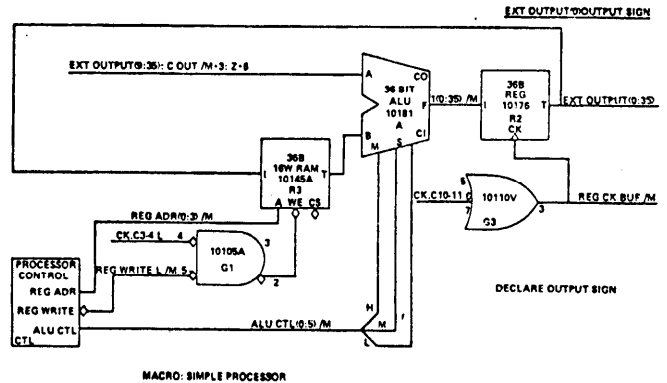 EXT OUTPUT<0>OUTPUT SIGN
EXT OUTPUT(0:35): C OUT /M+3: Z+6
A
CO
36 BIT
ALU
10181
A
F
B
M
S
CI
1(0:35) /M
36B
REG
10176
R2
CK
I
T
EXT OUTPUT(0:35)
36B
16W RAM
10145A
R3
I
T
A WE CS
REG ADR(0:3) /M
CK.C3-4 L
4
10105A
G1
3
2
REG WRITE L /M
5
CK.C10-11
6
7
10110V
G3
3
REG CK BUF /M
PROCESSOR
CONTROL
REG ADR
REG WRITE
ALU CTL
CTL
ALU CTL(0:5) /M
H
M
L
DECLARE OUTPUT SIGN
MACRO: SIMPLE PROCESSOR